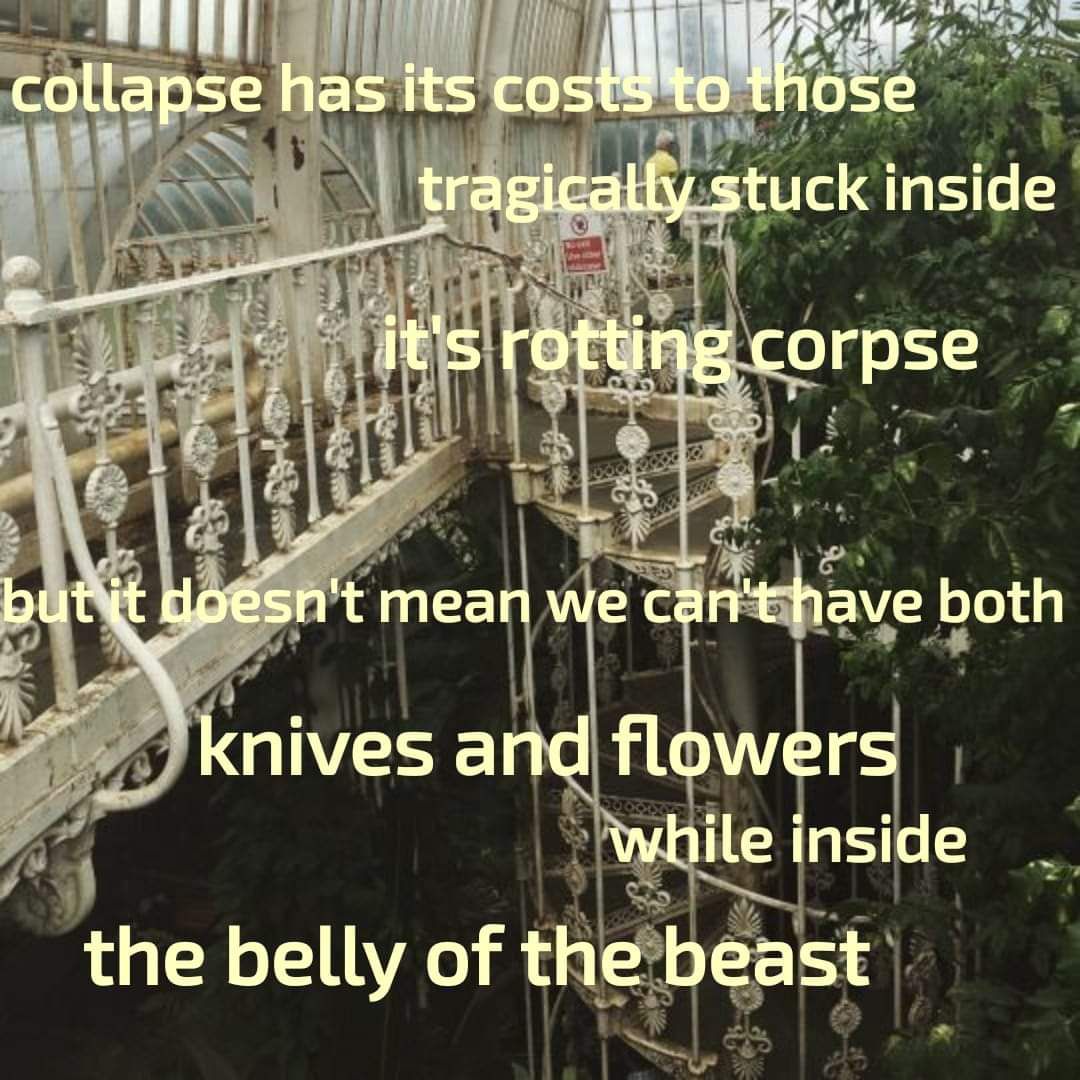 collapse has its costs to those
tragically stuck inside
it's rotting corpse
but it doesn't mean we can't have both
knives and flowers
while inside
the belly of the beast